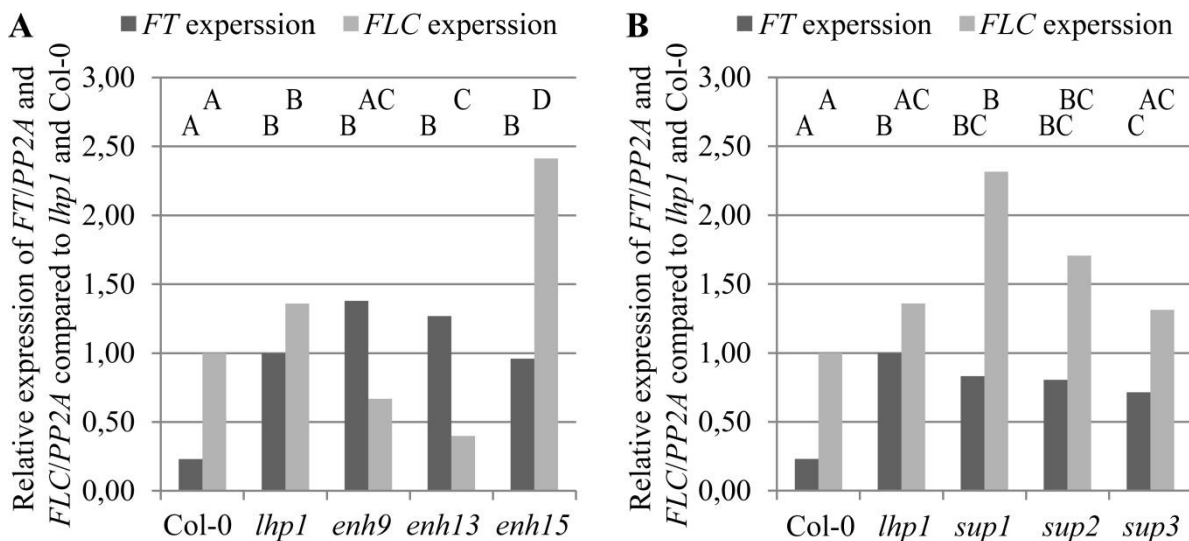 A
FT experssion FLC experssion
Relative expression of FT/PP2A and
FLC/PP2A compared to lhp1 and Col-0
3,00
2,50
2,00
1,50
1,00
0,50
0,00
A B AC C D
A B B B B
Col-0 lhp1 enh9 enh13 enh15
B
FT experssion FLC experssion
Relative expression of FT/PP2A and
FLC/PP2A compared to lhp1 and Col-0
3,00
2,50
2,00
1,50
1,00
0,50
0,00
A AC B BC AC
A B BC BC C
Col-0 lhp1 sup1 sup2 sup3